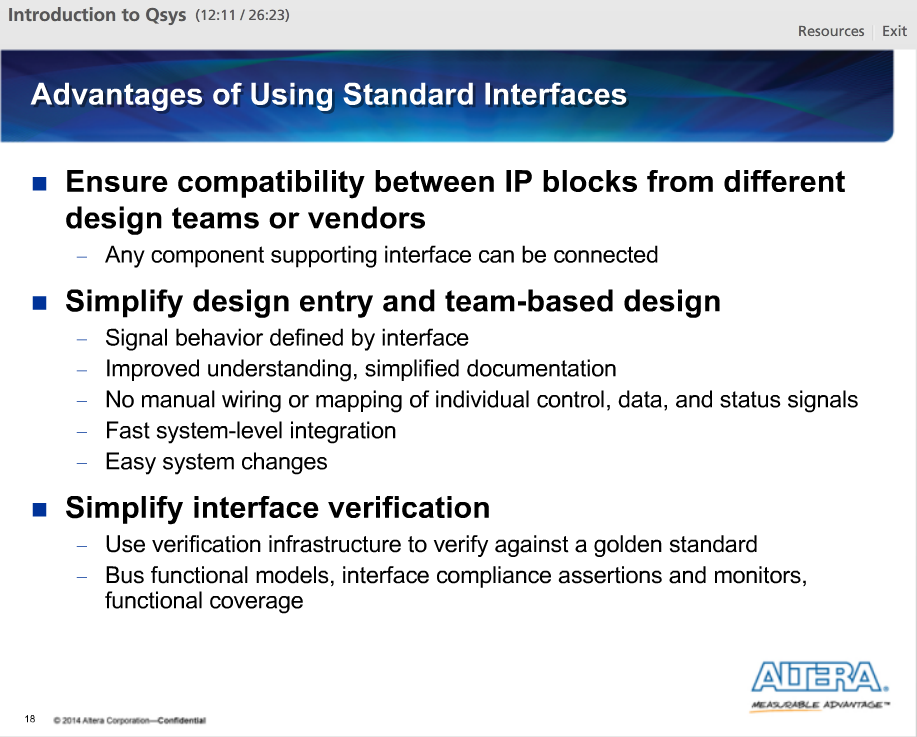 Introduction to Qsys (12:11 / 26:23)
Resources Exit
Advantages of Using Standard Interfaces
Ensure compatibility between IP blocks from different
design teams or vendors
– Any component supporting interface can be connected
Simplify design entry and team-based design
– Signal behavior defined by interface
– Improved understanding, simplified documentation
– No manual wiring or mapping of individual control, data, and status signals
– Fast system-level integration
– Easy system changes
Simplify interface verification
– Use verification infrastructure to verify against a golden standard
– Bus functional models, interface compliance assertions and monitors,
functional coverage
ALTERA®
MEASURABLE ADVANTAGE™
18 © 2014 Altera Corporation—Confidential